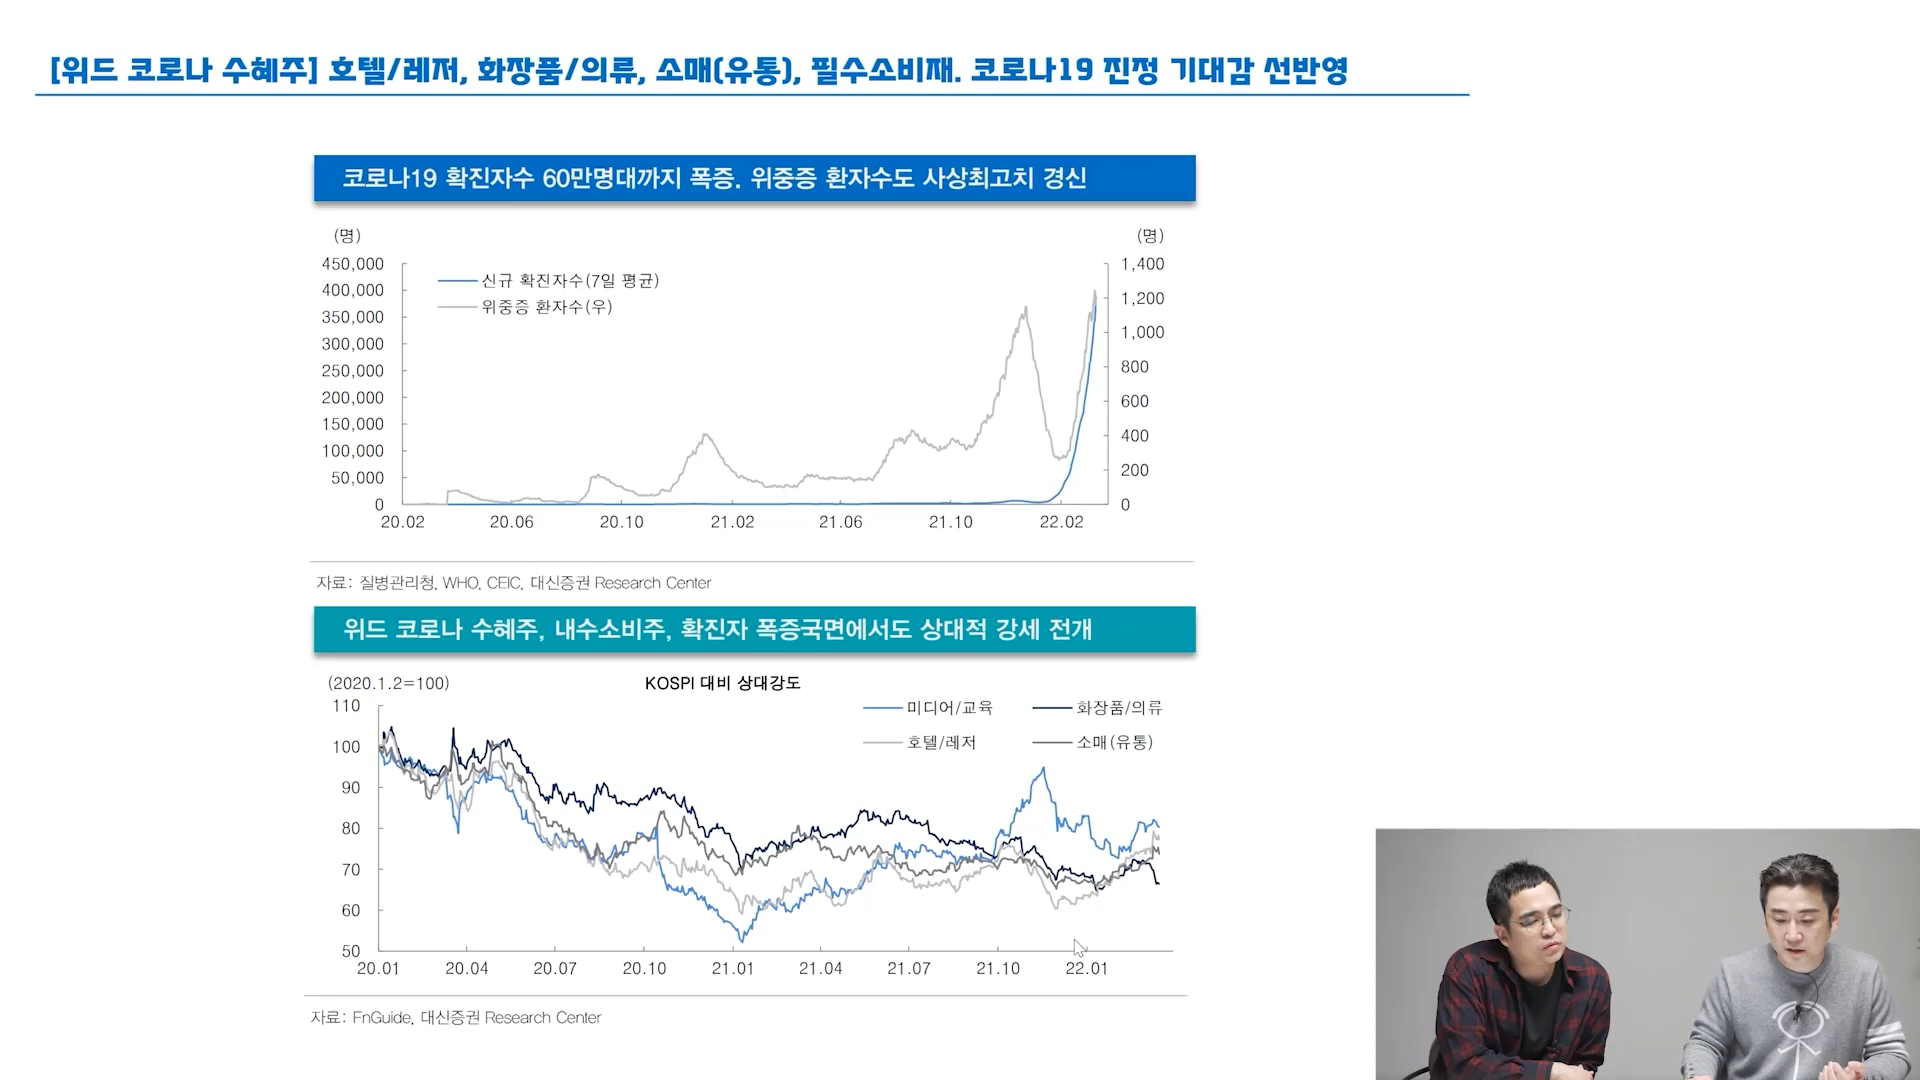 [위드 코로나 수혜주] 호텔/레저, 화장품/의류, 소매(유통), 필수소비재. 코로나19 진정 기대감 선반영
코로나19 확진자수 60만명대까지 폭증. 위중증 환자수도 사상최고치 경신
(명) (명)
450,000 1,400
400,000 1,200
350,000 1,000
300,000 800
250,000 600
200,000 400
150,000 200
100,000 0
50,000
0
신규 확진자수(7일 평균)
위중증 환자수(우)
20.02 20.06 20.10 21.02 21.06 21.10 22.02
자료: 질병관리청, WHO, CEIC, 대신증권 Research Center
위드 코로나 수혜주, 내수소비주, 확진자 폭증국면에서도 상대적 강세 전개
(2020.1.2=100) KOSPI 대비 상대강도
미디어/교육 화장품/의류
호텔/레저 소매(유통)
110
100
90
80
70
60
50
20.01 20.04 20.07 20.10 21.01 21.04 21.07 21.10 22.01
자료: FnGuide, 대신증권 Research Center